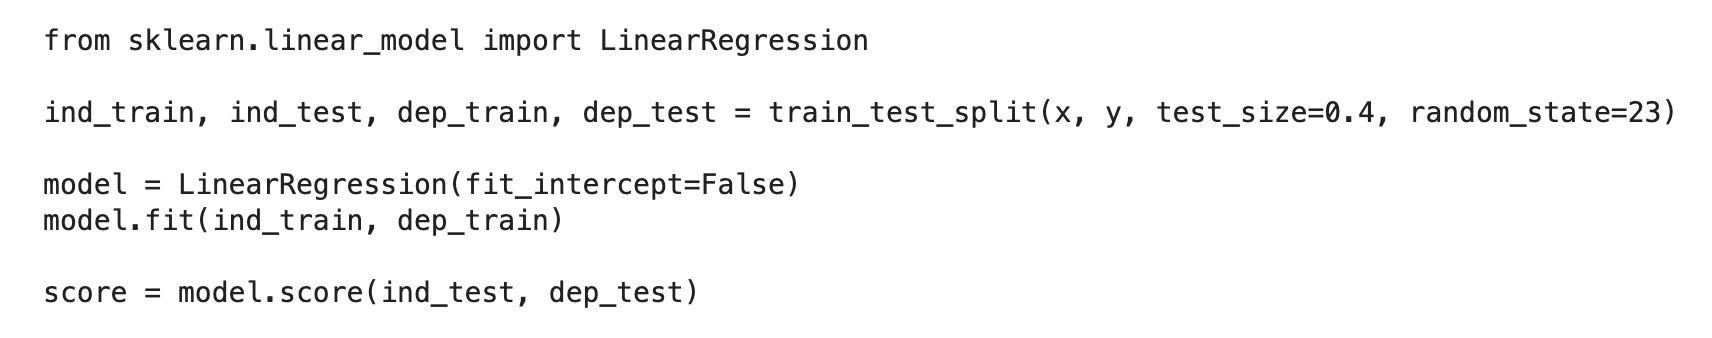 from sklearn.linear_model import LinearRegression
ind_train, ind_test, dep_train, dep_test = train_test_split(x, y, test_size=0.4, random_state=23)
model = LinearRegression(fit_intercept=False)
model.fit(ind_train, dep_train)
score = model.score(ind_test, dep_test)